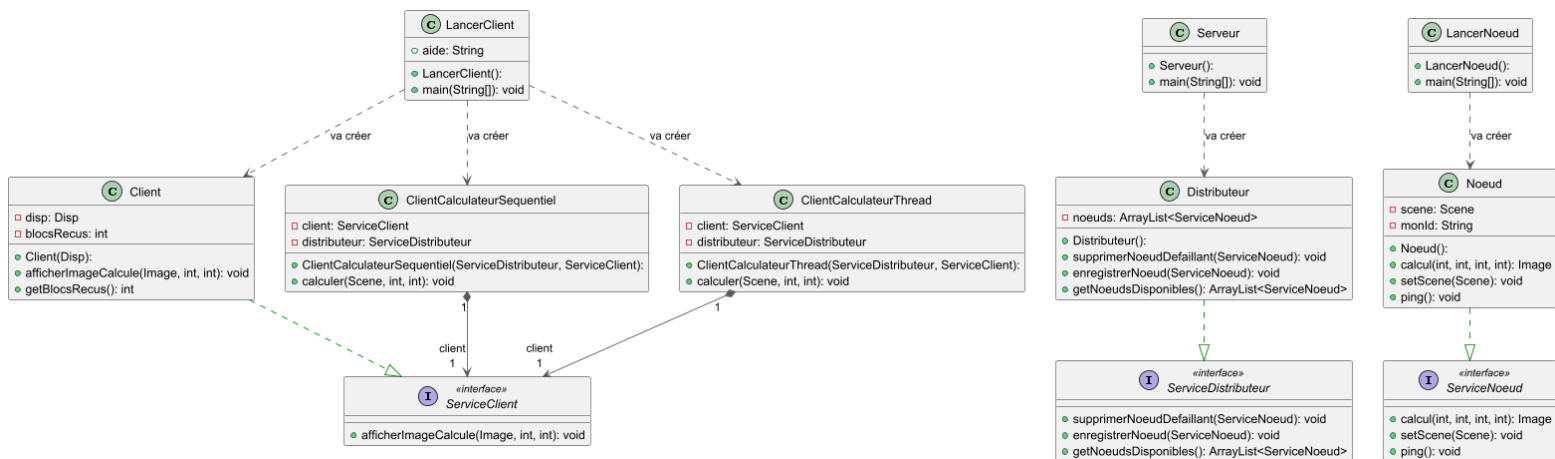 C LancerClient
aide: String
LancerClient():
main(String[]): void
C Serveur
Serveur():
main(String[]): void
C LancerNoeud
LancerNoeud():
main(String[]): void
va créer
va créer
va créer
va créer
va créer
C Client
disp: Disp
blocsRecus: int
Client(Disp):
afficherImageCalcule(Image, int, int): void
getBlocsRecus(): int
C ClientCalculateurSequentiel
client: ServiceClient
distributeur: ServiceDistributeur
ClientCalculateurSequentiel(ServiceDistributeur, ServiceClient):
calculer(Scene, int, int): void
C ClientCalculateurThread
client: ServiceClient
distributeur: ServiceDistributeur
ClientCalculateurThread(ServiceDistributeur, ServiceClient):
calculer(Scene, int, int): void
C Distributeur
noeuds: ArrayList<ServiceNoeud>
Distributeur():
supprimerNoeudDefaillant(ServiceNoeud): void
enregistrerNoeud(ServiceNoeud): void
getNoeudsDisponibles(): ArrayList<ServiceNoeud>
C Noeud
scene: Scene
monId: String
Noeud():
calcul(int, int, int, int): Image
setScene(Scene): void
ping(): void
1
1
client
1
client
1
I «interface»
ServiceClient
afficherImageCalcule(Image, int, int): void
I «interface»
ServiceDistributeur
supprimerNoeudDefaillant(ServiceNoeud): void
enregistrerNoeud(ServiceNoeud): void
getNoeudsDisponibles(): ArrayList<ServiceNoeud>
I «interface»
ServiceNoeud
calcul(int, int, int, int): Image
setScene(Scene): void
ping(): void